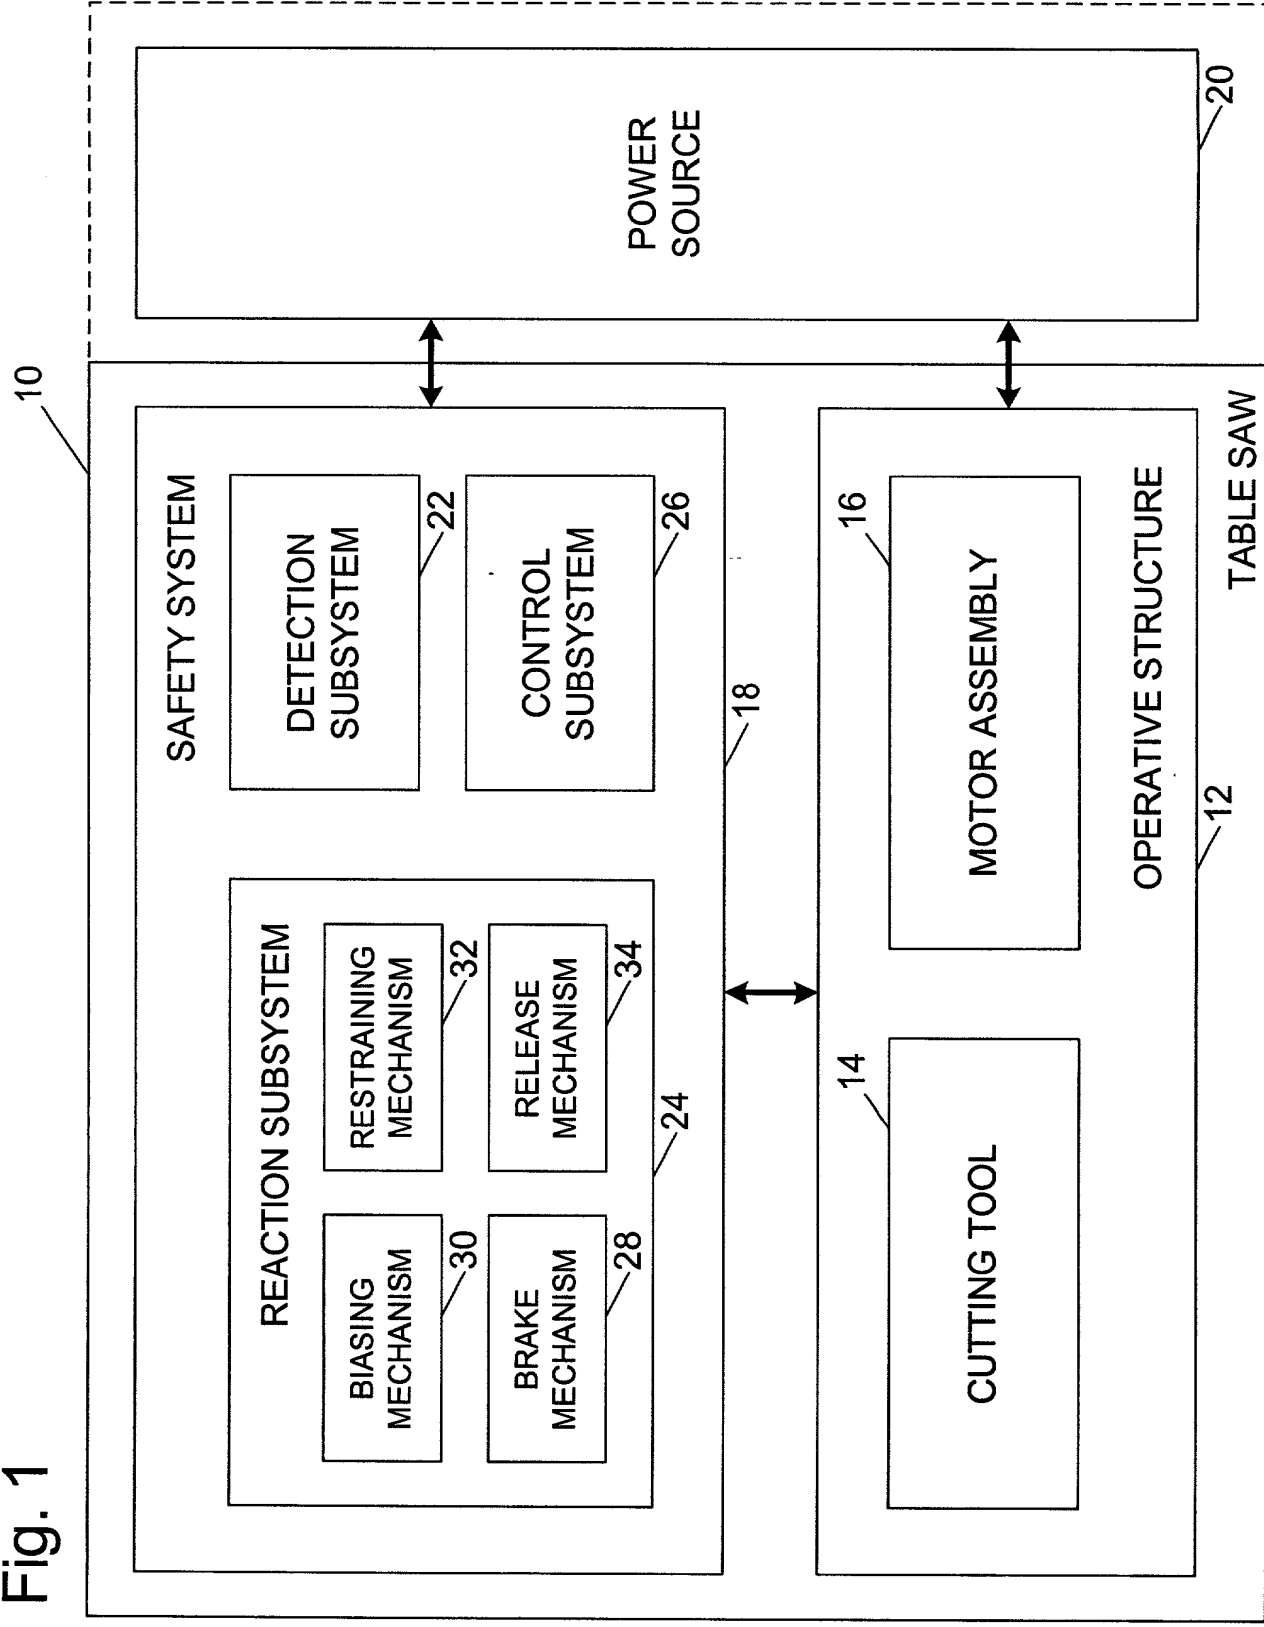 Fig. 1
10
SAFETY SYSTEM
REACTION SUBSYSTEM
BIASING
MECHANISM
30
RESTRAINING
MECHANISM
32
BRAKE
MECHANISM
28
RELEASE
MECHANISM
34
24
DETECTION
SUBSYSTEM
22
CONTROL
SUBSYSTEM
26
18
POWER
SOURCE
20
14
CUTTING TOOL
16
MOTOR ASSEMBLY
OPERATIVE STRUCTURE
12
TABLE SAW